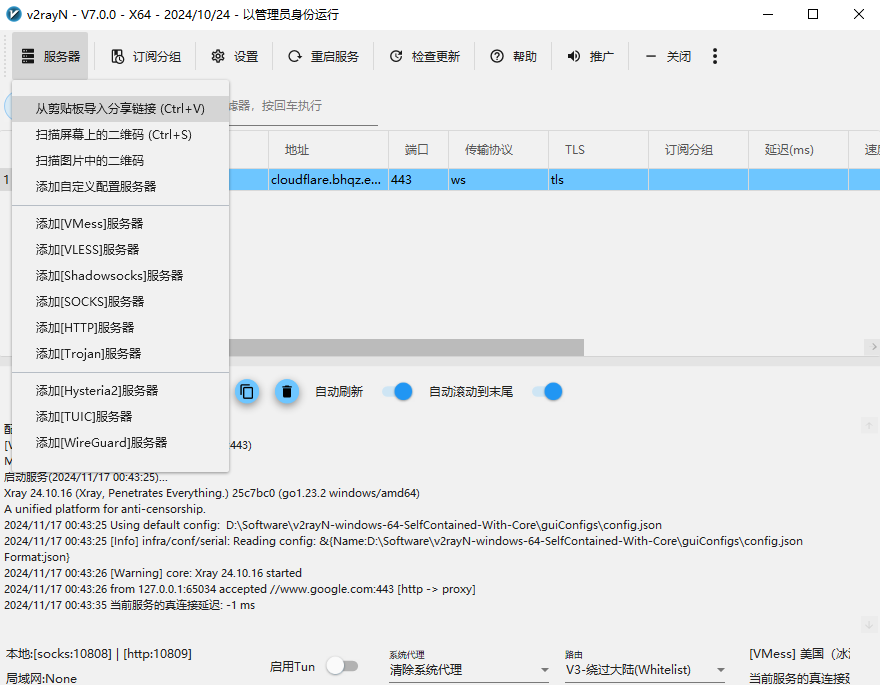 v2rayN - V7.0.0 - X64 - 2024/10/24 - 以管理员身份运行
服务器 订阅分组 设置 重启服务 检查更新 帮助 推广 关闭
从剪贴板导入分享链接 (Ctrl+V)
滤器，按回车执行
扫描屏幕上的二维码 (Ctrl+S)
扫描图片中的二维码
添加自定义配置服务器
添加[VMess]服务器
添加[VLESS]服务器
添加[Shadowsocks]服务器
添加[SOCKS]服务器
添加[HTTP]服务器
添加[Trojan]服务器
添加[Hysteria2]服务器
添加[TUIC]服务器
添加[WireGuard]服务器
地址 端口 传输协议 TLS 订阅分组 延迟(ms) 速
1 cloudflare.bhqz.e... 443 ws tls
自动刷新 自动滚动到末尾
443)
启动服务(2024/11/17 00:43:25)...
Xray 24.10.16 (Xray, Penetrates Everything.) 25c7bc0 (go1.23.2 windows/amd64)
A unified platform for anti-censorship.
2024/11/17 00:43:25 Using default config:  D:\Software\v2rayN-windows-64-SelfContained-With-Core\guiConfigs\config.json
2024/11/17 00:43:25 [Info] infra/conf/serial: Reading config: &{Name:D:\Software\v2rayN-windows-64-SelfContained-With-Core\guiConfigs\config.json
Format:json}
2024/11/17 00:43:26 [Warning] core: Xray 24.10.16 started
2024/11/17 00:43:26 from 127.0.0.1:65034 accepted //www.google.com:443 [http -> proxy]
2024/11/17 00:43:35 当前服务的真连接延迟: -1 ms
本地:[socks:10808] | [http:10809]
局域网:None
启用Tun
系统代理
清除系统代理
路由
V3-绕过大陆(Whitelist)
[VMess] 美国（冰
当前服务的真连接延